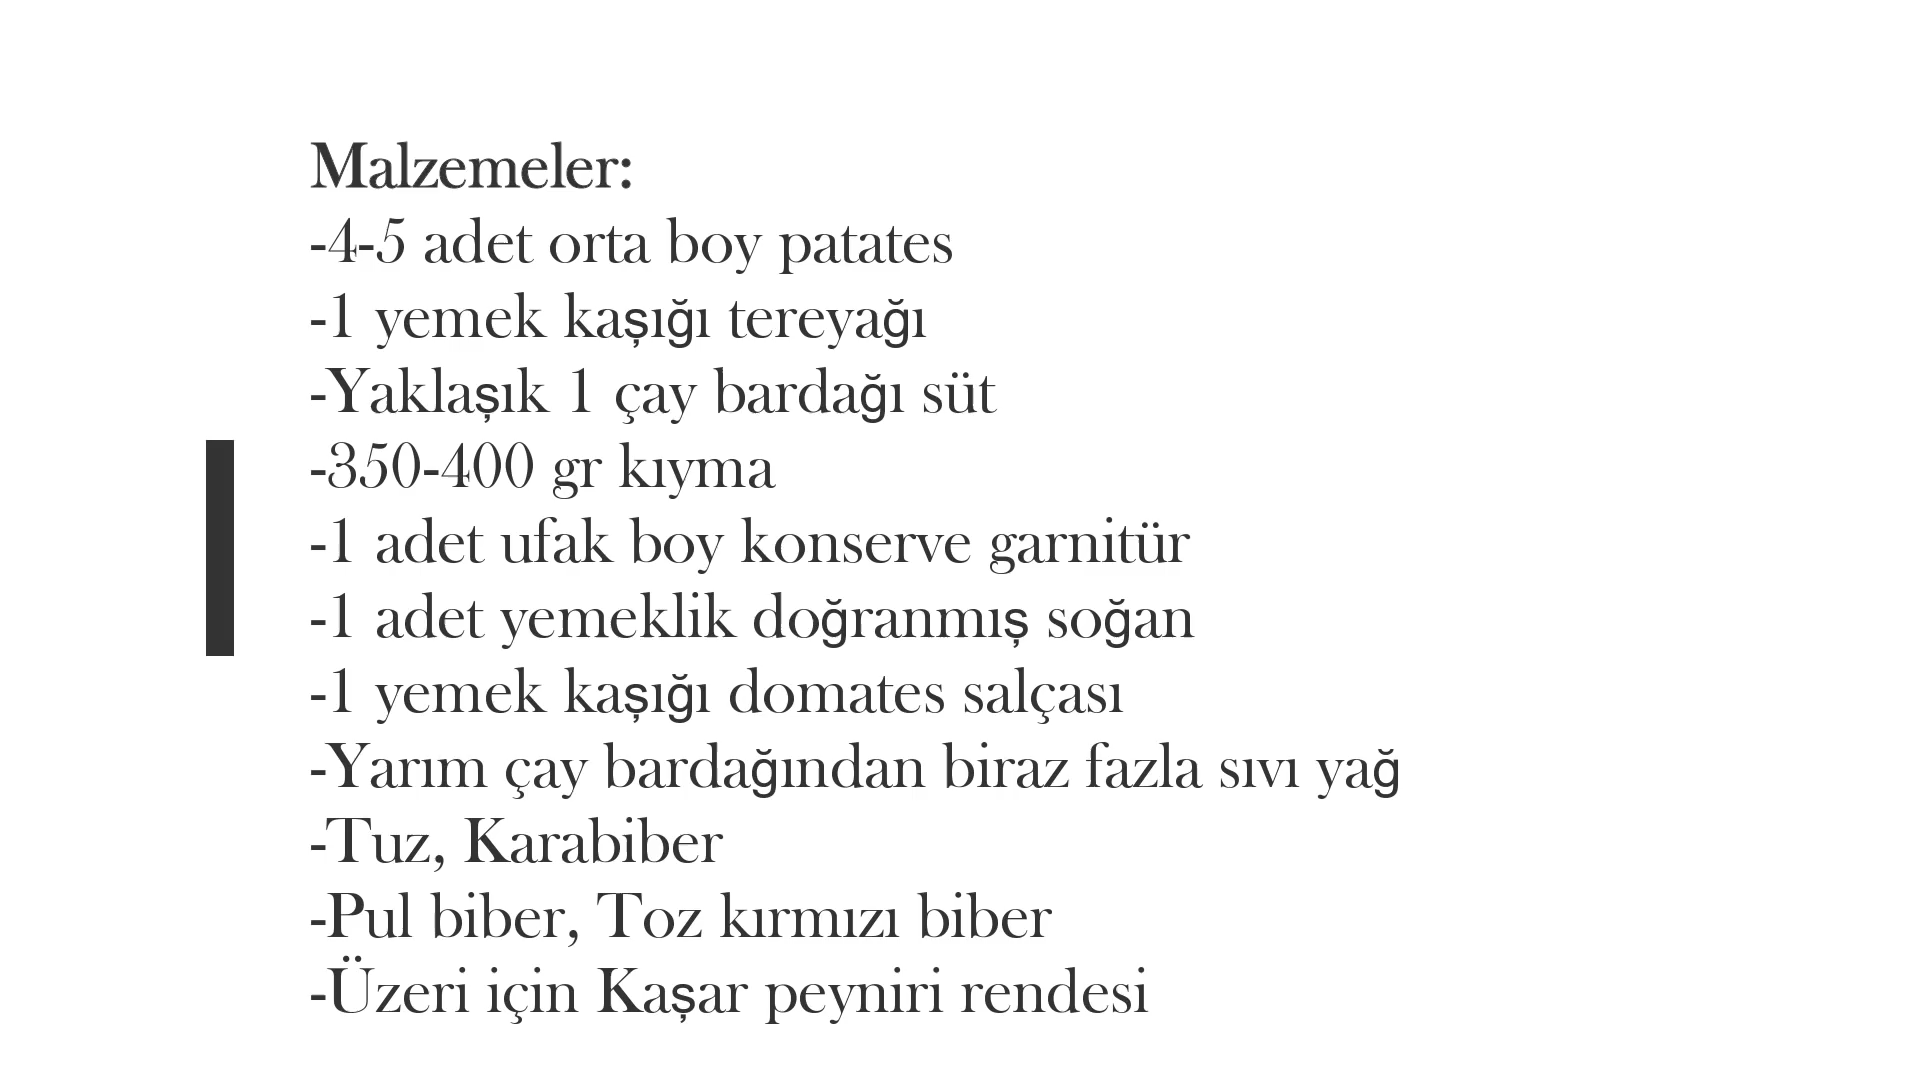 Malzemeler:
-4-5 adet orta boy patates
-1 yemek kaşığı tereyağı
-Yaklaşık 1 çay bardağı süt
-350-400 gr kıyma
-1 adet ufak boy konserve garnitür
-1 adet yemeklik doğranmış soğan
-1 yemek kaşığı domates salçası
-Yarım çay bardağından biraz fazla sıvı yağ
-Tuz, Karabiber
-Pul biber, Toz kırmızı biber
-Üzeri için Kaşar peyniri rendesi